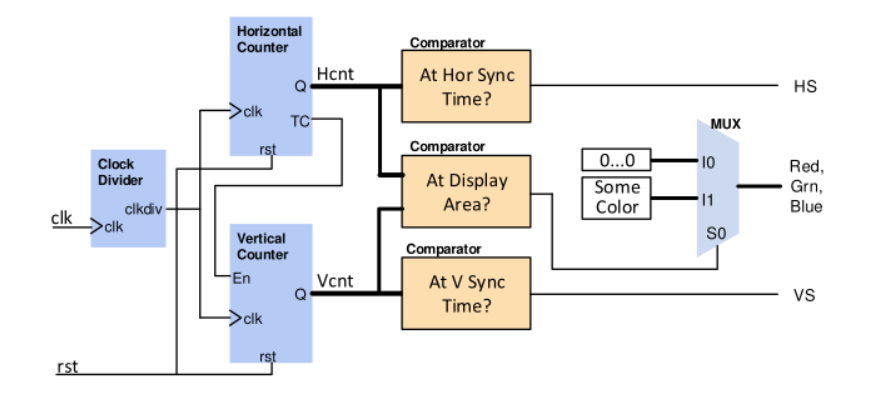 Horizontal
Counter
Hcnt
Q
clk
TC
rst
Comparator
At Hor Sync
Time?
HS
Clock
Divider
clk
clk
clkdiv
Comparator
At Display
Area?
MUX
0...0
I0
Some
Color
I1
S0
Red,
Grn,
Blue
Vertical
Counter
En
Vcnt
Q
clk
rst
Comparator
At V Sync
Time?
VS
rst